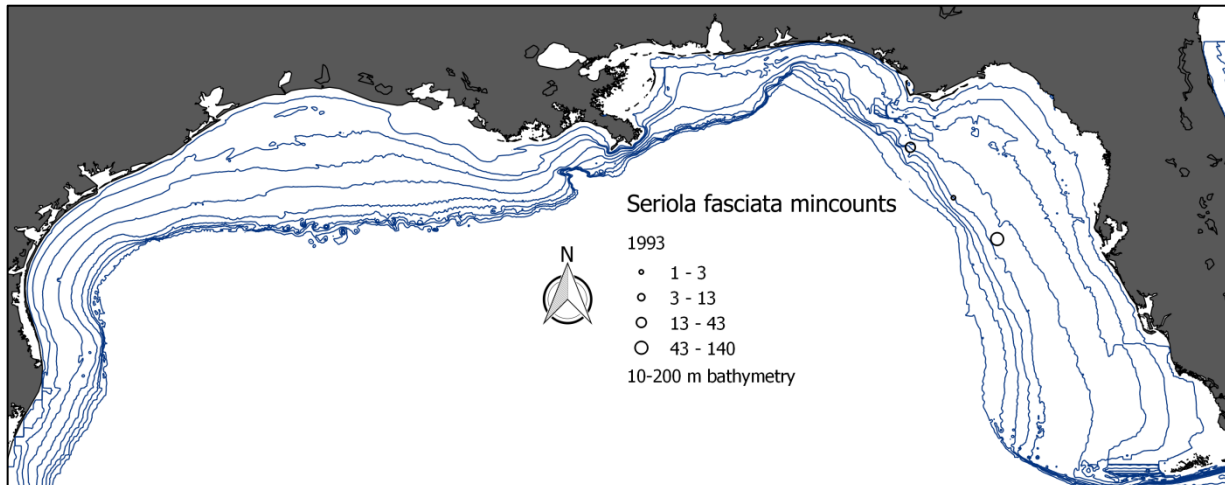 Seriola fasciata mincounts
N
1993
1 - 3
3 - 13
13 - 43
43 - 140
10-200 m bathymetry